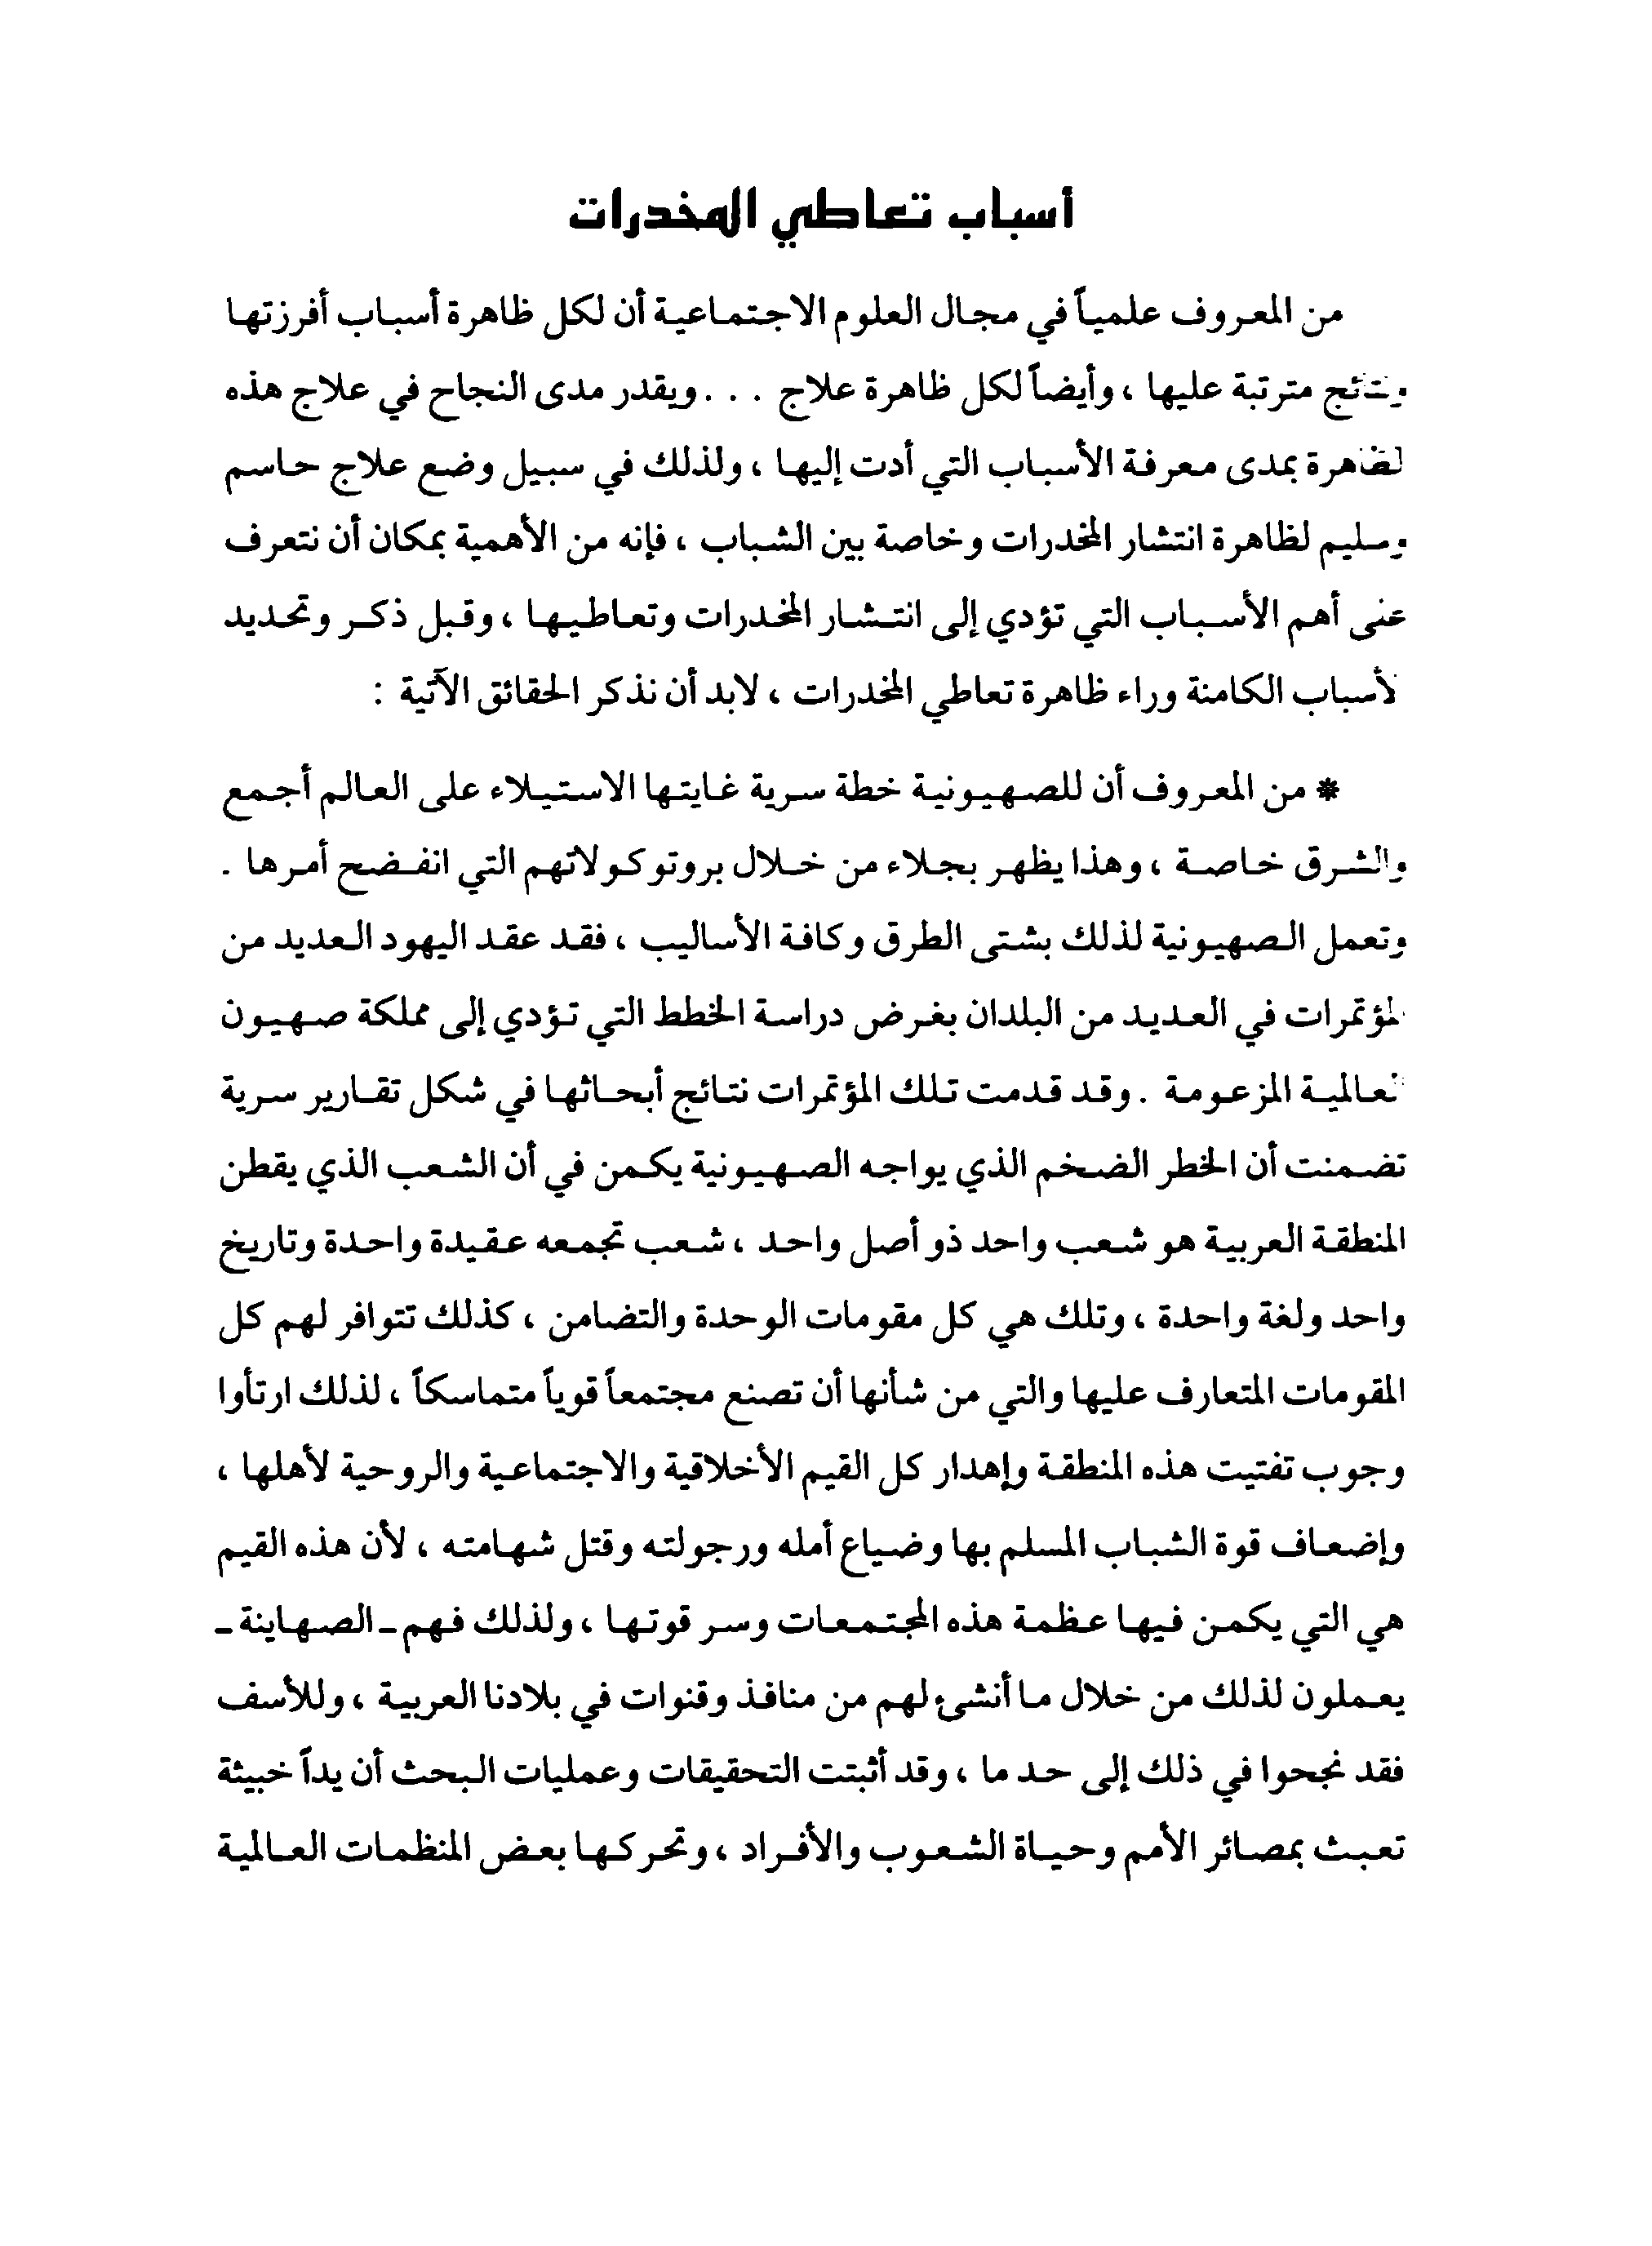 أسباب تعاطي المخدرات
من المعروف علمياً في مجال العلوم الاجتماعية أن لكل ظاهرة أسباب أفرزتها
ونتائج مترتبة عليها ، وأيضاً لكل ظاهرة علاج . . . ويقدر مدى النجاح في علاج هذه
الظاهرة بمدى معرفة الأسباب التي أدت إليها ، ولذلك في سبيل وضع علاج حاسم
وسليم لظاهرة انتشار المخدرات وخاصة بين الشباب ، فإنه من الأهمية بمكان أن نتعرف
على أهم الأسباب التي تؤدي إلى انتشار المخدرات وتعاطيها ، وقبل ذكر وتحديد
الأسباب الكامنة وراء ظاهرة تعاطي المخدرات ، لابد أن نذكر الحقائق الآتية :
* من المعروف أن للصهيونية خطة سرية غايتها الاستيلاء على العالم أجمع
والشرق خاصة ، وهذا يظهر بجلاء من خلال بروتوكولاتهم التي انفضح أمرها .
وتعمل الصهيونية لذلك بشتى الطرق وكافة الأساليب ، فقد عقد اليهود العديد من
المؤتمرات في العديد من البلدان بغرض دراسة الخطط التي تؤدي إلى مملكة صهيون
العالمية المزعومة . وقد قدمت تلك المؤتمرات نتائج أبحاثها في شكل تقارير سرية
تضمنت أن الخطر الضخم الذي يواجه الصهيونية يكمن في أن الشعب الذي يقطن
المنطقة العربية هو شعب واحد ذو أصل واحد ، شعب تجمعه عقيدة واحدة وتاريخ
واحد ولغة واحدة ، وتلك هي كل مقومات الوحدة والتضامن ، كذلك تتوافر لهم كل
المقومات المتعارف عليها والتي من شأنها أن تصنع مجتمعاً قوياً متماسكاً ، لذلك ارتأوا
وجوب تفتيت هذه المنطقة وإهدار كل القيم الأخلاقية والاجتماعية والروحية لأهلها ،
وإضعاف قوة الشباب المسلم بها وضياع أمله ورجولته وقتل شهامته ، لأن هذه القيم
هي التي يكمن فيها عظمة هذه المجتمعات وسر قوتها ، ولذلك فهم ـ الصهاينة ـ
يعملون لذلك من خلال ما أنشئ لهم من منافذ وقنوات في بلادنا العربية ، وللأسف
فقد نجحوا في ذلك إلى حد ما ، وقد أثبتت التحقيقات وعمليات البحث أن يداً خبيثة
تعبث بمصائر الأمم وحياة الشعوب والأفراد ، وتحركها بعض المنظمات العالمية